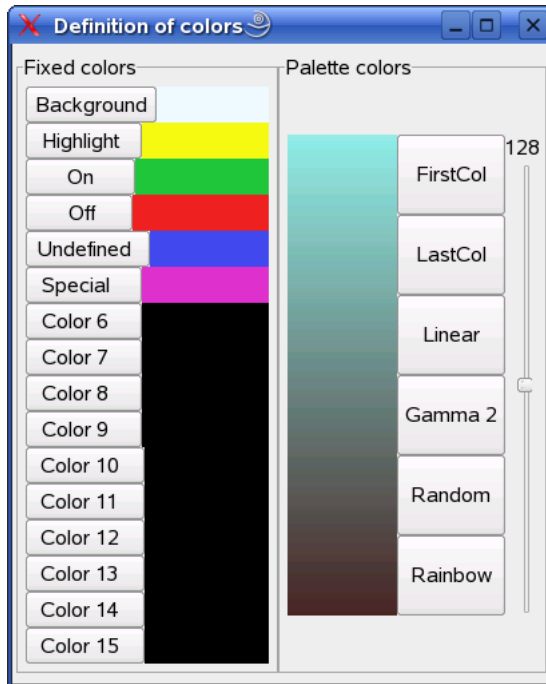 Definition of colors
Fixed colors
Background
Highlight
On
Off
Undefined
Special
Color 6
Color 7
Color 8
Color 9
Color 10
Color 11
Color 12
Color 13
Color 14
Color 15
Palette colors
128
FirstCol
LastCol
Linear
Gamma 2
Random
Rainbow